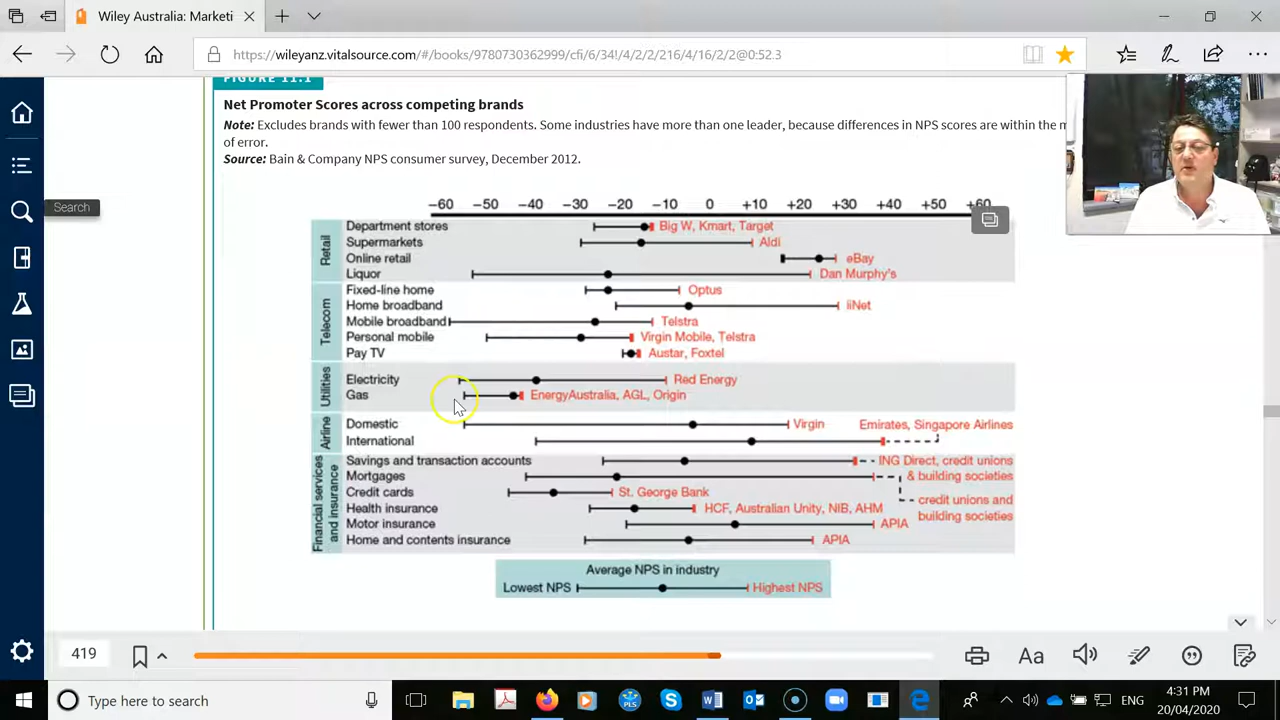 Wiley Australia: Marketi
https://wileyanz.vitalsource.com/#/books/9780730362999/cfi/6/34!/4/2/2/216/4/16/2/2@0:52.3
FIGURE 11.1
Net Promoter Scores across competing brands
Note: Excludes brands with fewer than 100 respondents. Some industries have more than one leader, because differences in NPS scores are within the m
of error.
Source: Bain & Company NPS consumer survey, December 2012.
Search
−60 −50 −40 −30 −20 −10 0 +10 +20 +30 +40 +50 +60
Retail
Department stores Big W, Kmart, Target
Supermarkets Aldi
Online retail eBay
Liquor Dan Murphy's
Telecom
Fixed-line home Optus
Home broadband iiNet
Mobile broadband Telstra
Personal mobile Virgin Mobile, Telstra
Pay TV Austar, Foxtel
Utilities
Electricity Red Energy
Gas EnergyAustralia, AGL, Origin
Airline
Domestic Virgin Emirates, Singapore Airlines
International
Financial services
and insurance
Savings and transaction accounts ING Direct, credit unions
Mortgages & building societies
Credit cards St. George Bank credit unions and
building societies
Health insurance HCF, Australian Unity, NIB, AHM
Motor insurance APIA
Home and contents insurance APIA
Average NPS in industry
Lowest NPS Highest NPS
419
Aa
Type here to search
PLS
ENG
4:31 PM
20/04/2020